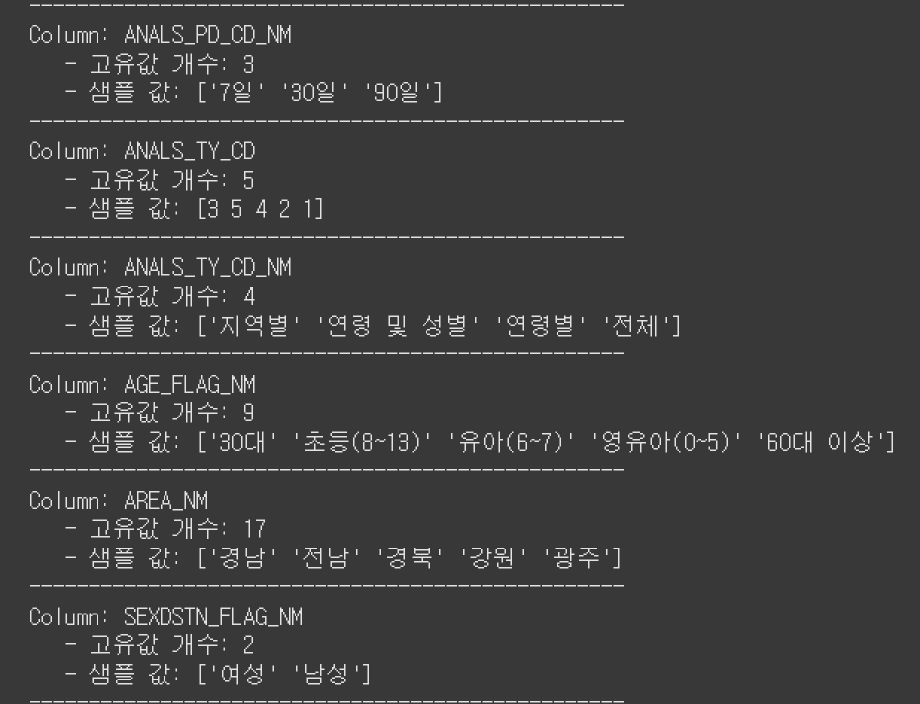 --------------------------------------------------
Column: ANALS_PD_CD_NM
- 고유값 개수: 3
- 샘플 값: ['7일' '30일' '90일']
--------------------------------------------------
Column: ANALS_TY_CD
- 고유값 개수: 5
- 샘플 값: [3 5 4 2 1]
--------------------------------------------------
Column: ANALS_TY_CD_NM
- 고유값 개수: 4
- 샘플 값: ['지역별' '연령 및 성별' '연령별' '전체']
--------------------------------------------------
Column: AGE_FLAG_NM
- 고유값 개수: 9
- 샘플 값: ['30대' '초등(8~13)' '유아(6~7)' '영유아(0~5)' '60대 이상']
--------------------------------------------------
Column: AREA_NM
- 고유값 개수: 17
- 샘플 값: ['경남' '전남' '경북' '강원' '광주']
--------------------------------------------------
Column: SEXDSTN_FLAG_NM
- 고유값 개수: 2
- 샘플 값: ['여성' '남성']
--------------------------------------------------